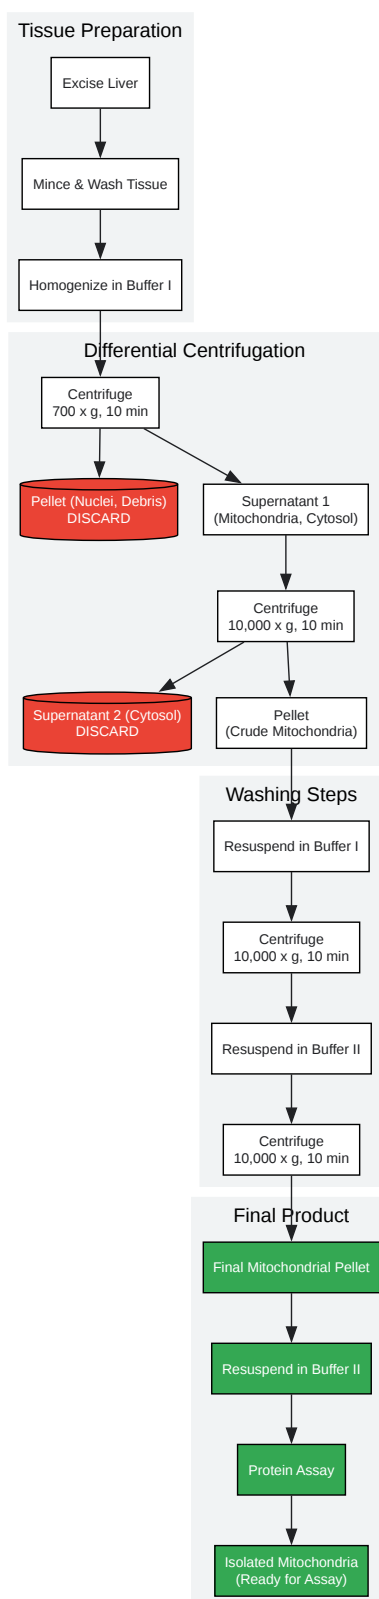 Tissue Preparation
Excise Liver
Mince & Wash Tissue
Homogenize in Buffer I
Differential Centrifugation
Centrifuge
700 x g, 10 min
Pellet (Nuclei, Debris)
DISCARD
Supernatant 1
(Mitochondria, Cytosol)
Centrifuge
10,000 x g, 10 min
Supernatant 2 (Cytosol)
DISCARD
Pellet
(Crude Mitochondria)
Washing Steps
Resuspend in Buffer I
Centrifuge
10,000 x g, 10 min
Resuspend in Buffer II
Centrifuge
10,000 x g, 10 min
Final Product
Final Mitochondrial Pellet
Resuspend in Buffer II
Protein Assay
Isolated Mitochondria
(Ready for Assay)